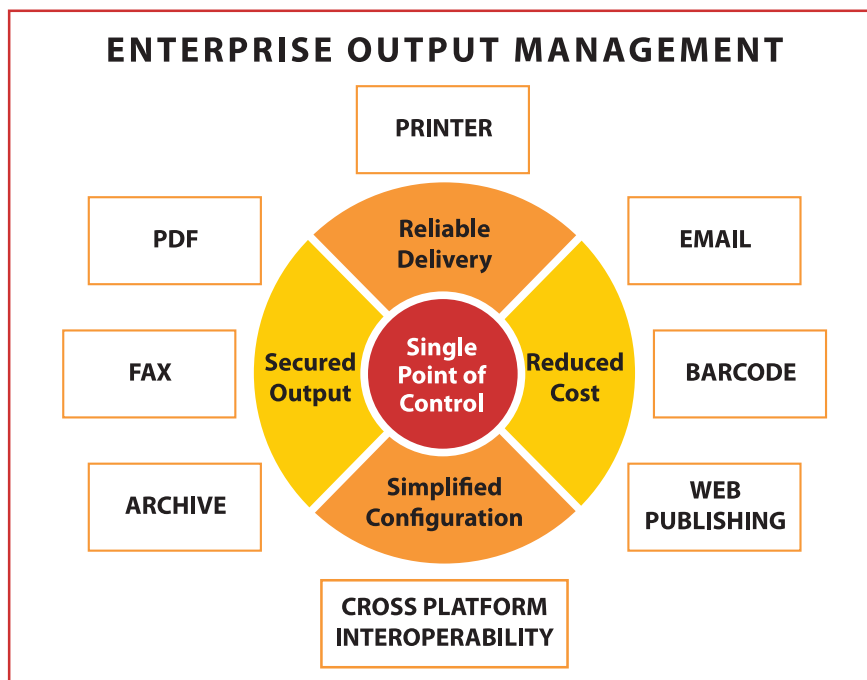 ENTERPRISE OUTPUT MANAGEMENT
PRINTER
PDF
Reliable
Delivery
EMAIL
FAX
Secured
Output
Single
Point of
Control
Reduced
Cost
BARCODE
ARCHIVE
Simplified
Configuration
WEB
PUBLISHING
CROSS PLATFORM
INTEROPERABILITY